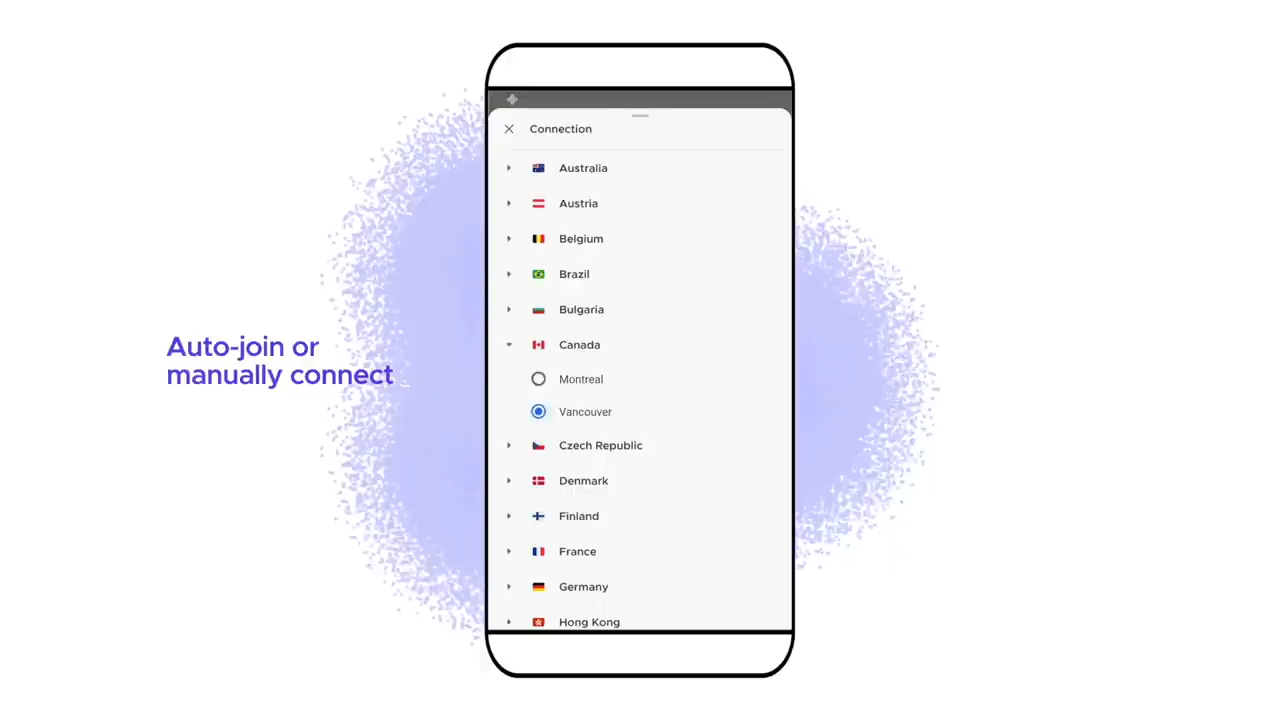 Auto-join or
manually connect
Connection
Australia
Austria
Belgium
Brazil
Bulgaria
Canada
Montreal
Vancouver
Czech Republic
Denmark
Finland
France
Germany
Hong Kong